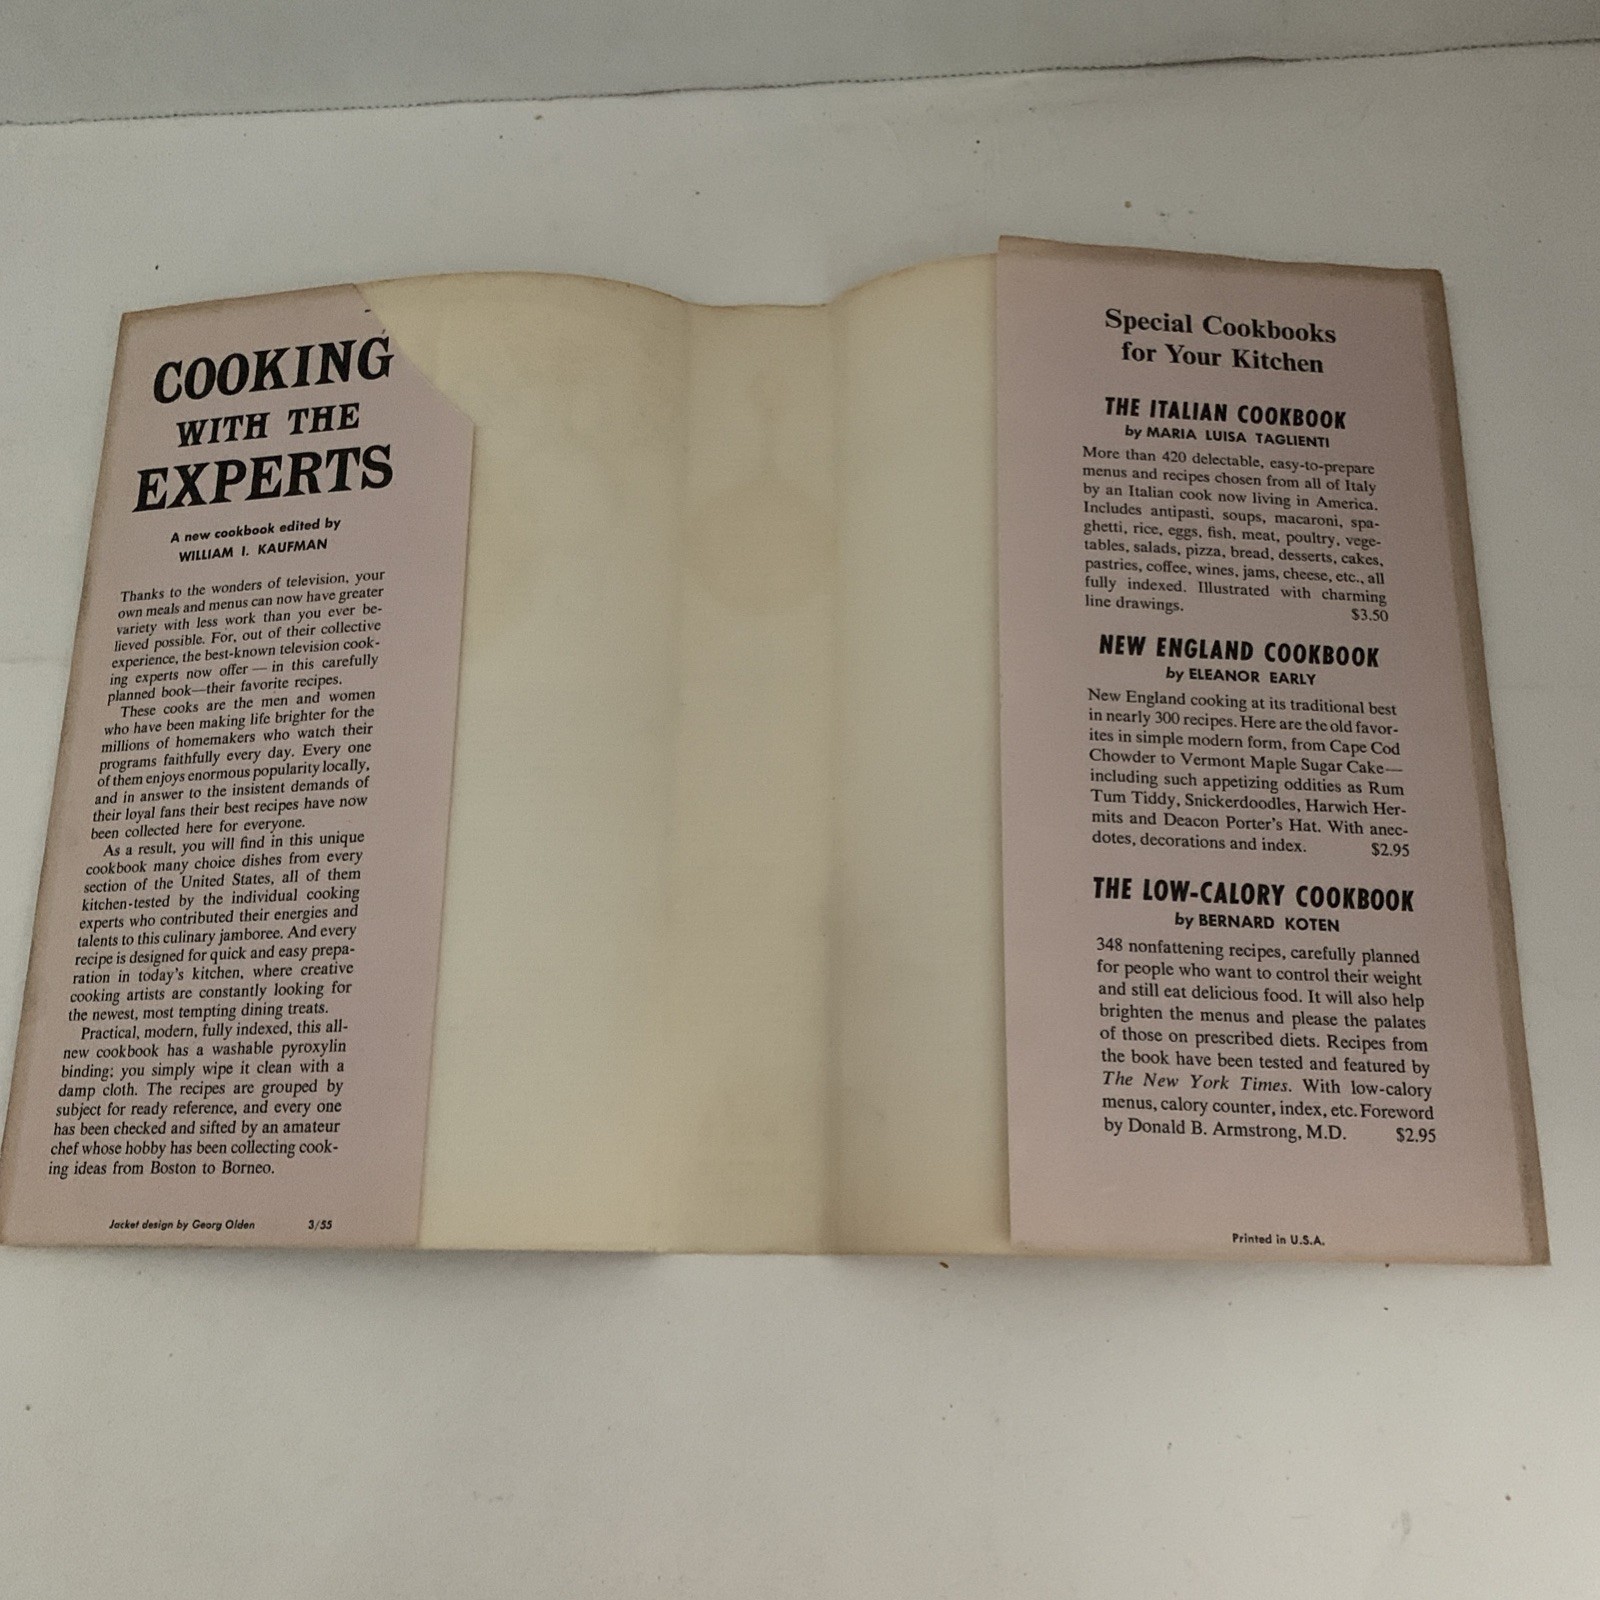 COOKING
WITH THE
EXPERTS
A new cookbook edited by
WILLIAM I. KAUFMAN
Thanks to the wonders of television, your
own meals and menus can now have greater
variety with less work than you ever be-
lieved possible. For, out of their collective
experience, the best-known television cook-
ing experts now offer — in this carefully
planned book—their favorite recipes.
These cooks are the men and women
who have been making life brighter for the
millions of homemakers who watch their
programs faithfully every day. Every one
of them enjoys enormous popularity locally,
and in answer to the insistent demands of
their loyal fans their best recipes have now
been collected here for everyone.
As a result, you will find in this unique
cookbook many choice dishes from every
section of the United States, all of them
kitchen-tested by the individual cooking
experts who contributed their energies and
talents to this culinary jamboree. And every
recipe is designed for quick and easy prepa-
ration in today's kitchen, where creative
cooking artists are constantly looking for
the newest, most tempting dining treats.
Practical, modern, fully indexed, this all-
new cookbook has a washable pyroxylin
binding; you simply wipe it clean with a
damp cloth. The recipes are grouped by
subject for ready reference, and every one
has been checked and sifted by an amateur
chef whose hobby has been collecting cook-
ing ideas from Boston to Borneo.
Jacket design by Georg Olden 3/55
Special Cookbooks
for Your Kitchen
THE ITALIAN COOKBOOK
by MARIA LUISA TAGLIENTI
More than 420 delectable, easy-to-prepare
menus and recipes chosen from all of Italy
by an Italian cook now living in America.
Includes antipasti, soups, macaroni, spa-
ghetti, rice, eggs, fish, meat, poultry, vege-
tables, salads, pizza, bread, desserts, cakes,
pastries, coffee, wines, jams, cheese, etc., all
fully indexed. Illustrated with charming
line drawings. $3.50
NEW ENGLAND COOKBOOK
by ELEANOR EARLY
New England cooking at its traditional best
in nearly 300 recipes. Here are the old favor-
ites in simple modern form, from Cape Cod
Chowder to Vermont Maple Sugar Cake—
including such appetizing oddities as Rum
Tum Tiddy, Snickerdoodles, Harwich Her-
mits and Deacon Porter's Hat. With anec-
dotes, decorations and index. $2.95
THE LOW-CALORY COOKBOOK
by BERNARD KOTEN
348 nonfattening recipes, carefully planned
for people who want to control their weight
and still eat delicious food. It will also help
brighten the menus and please the palates
of those on prescribed diets. Recipes from
the book have been tested and featured by
The New York Times. With low-calory
menus, calory counter, index, etc. Foreword
by Donald B. Armstrong, M.D. $2.95
Printed in U.S.A.